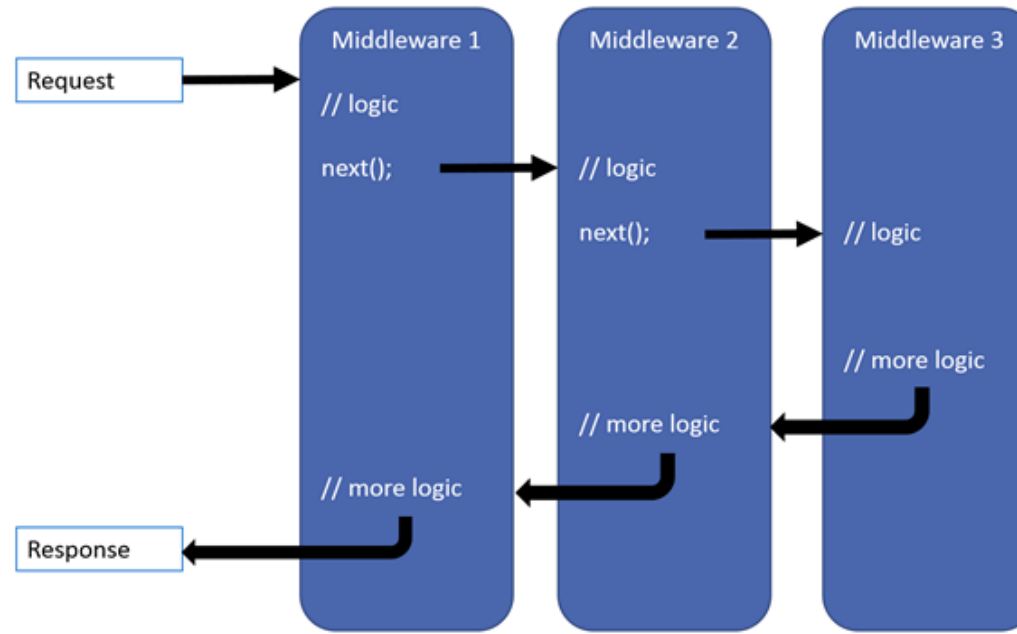 Middleware 1
Middleware 2
Middleware 3
Request
// logic
next();
// logic
next();
// logic
// more logic
// more logic
// more logic
Response